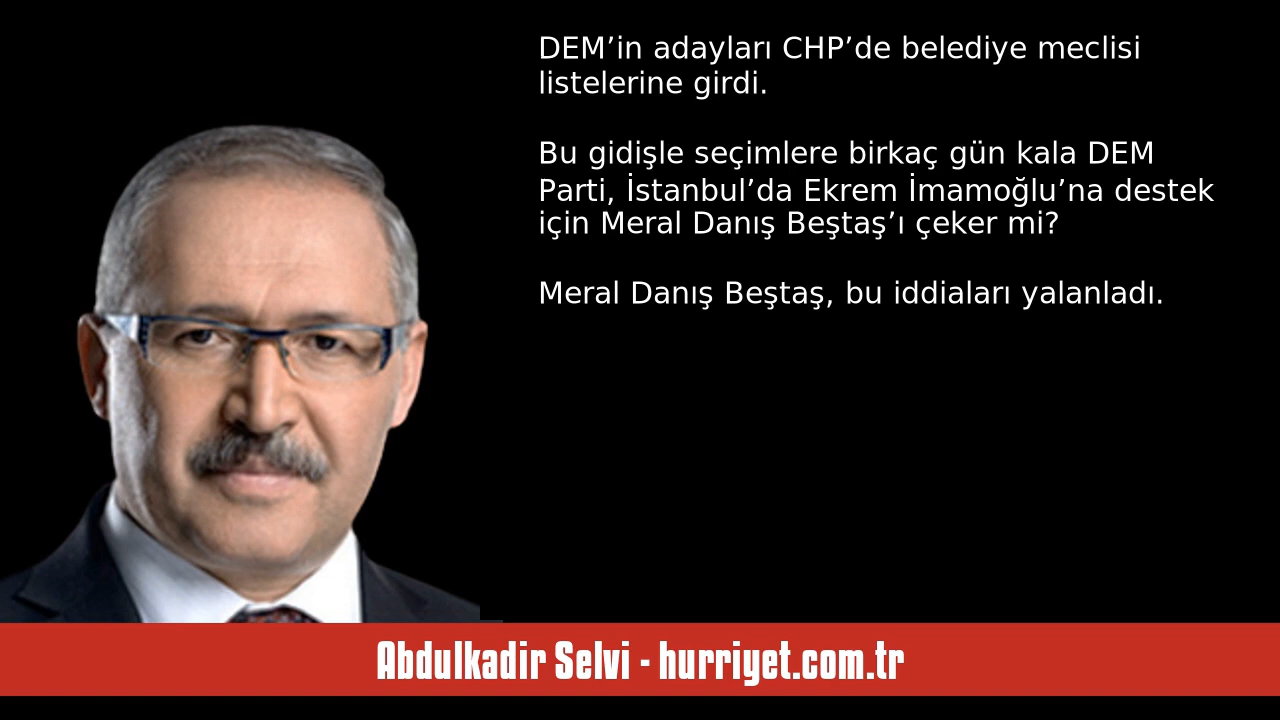 DEM’in adayları CHP’de belediye meclisi
listelerine girdi.
Bu gidişle seçimlere birkaç gün kala DEM
Parti, İstanbul’da Ekrem İmamoğlu’na destek
için Meral Danış Beştaş’ı çeker mi?
Meral Danış Beştaş, bu iddiaları yalanladı.
Abdulkadir Selvi - hurriyet.com.tr